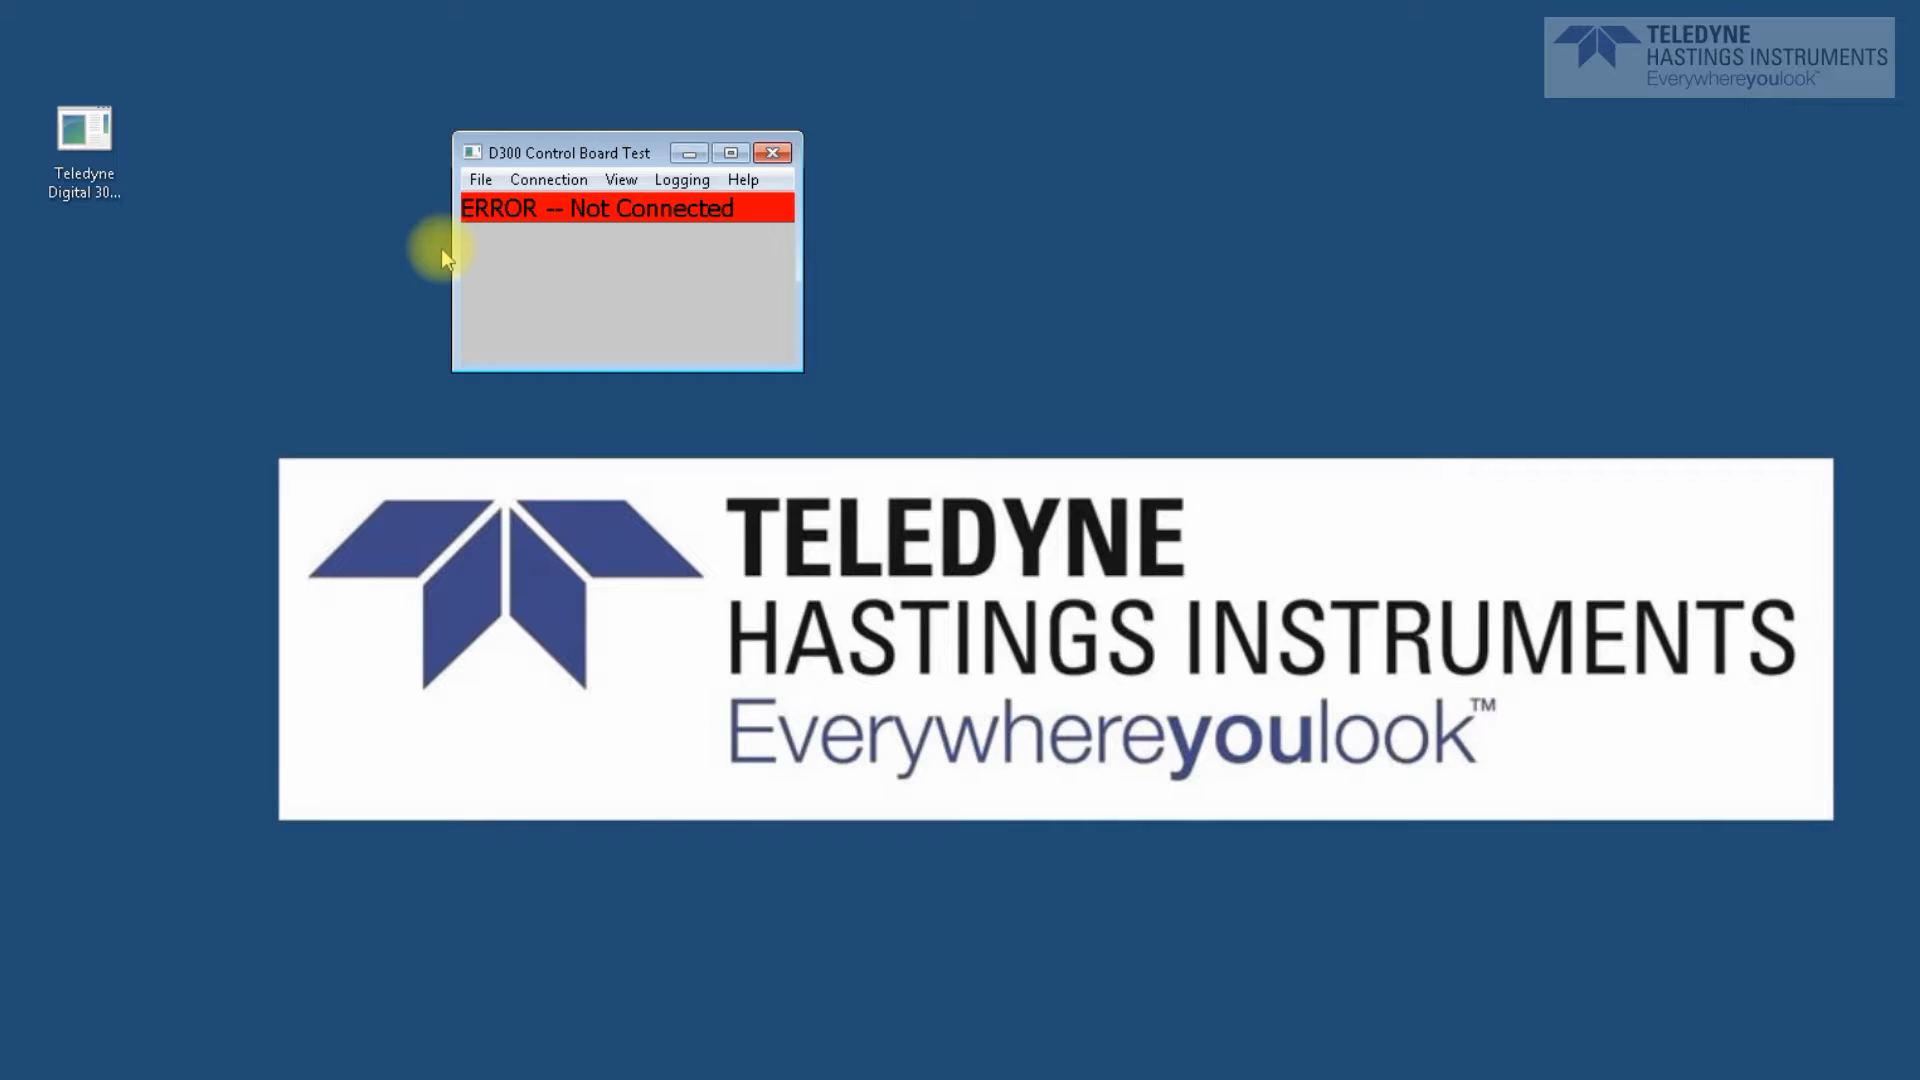 TELEDYNE
HASTINGS INSTRUMENTS
Everywhereyoulook™
Teledyne
Digital 30...
D300 Control Board Test
File Connection View Logging Help
ERROR -- Not Connected
TELEDYNE
HASTINGS INSTRUMENTS
Everywhereyoulook™